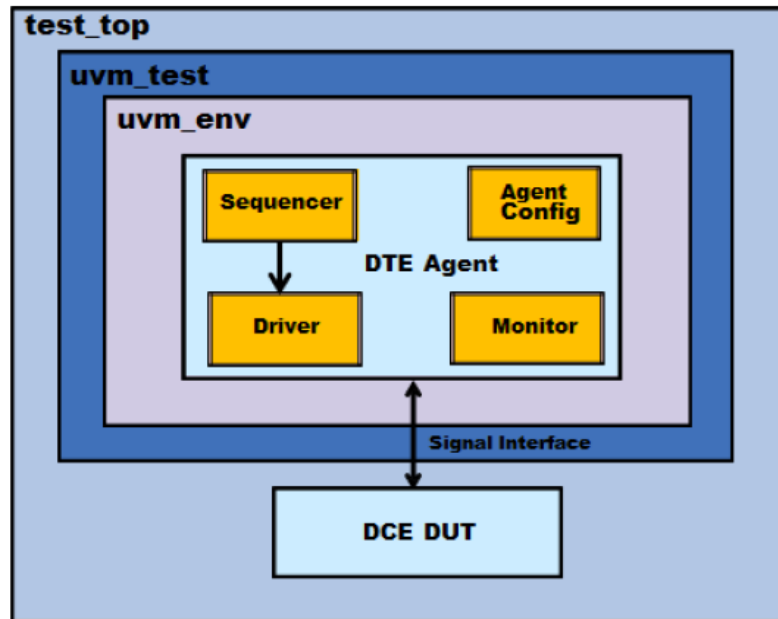 test_top
uvm_test
uvm_env
Sequencer
Agent
Config
DTE Agent
Driver
Monitor
Signal Interface
DCE DUT